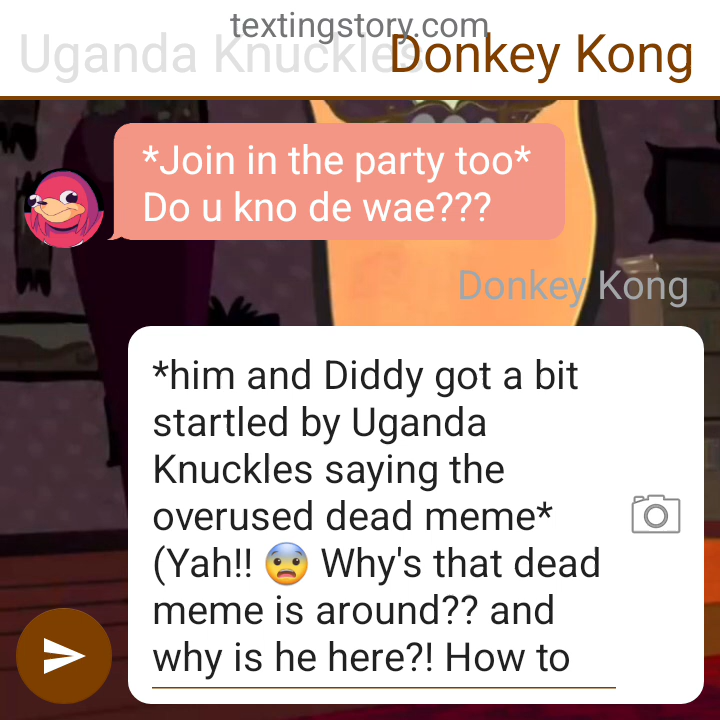 textingstory.com
Uganda Knuckles Donkey Kong
*Join in the party too*
Do u kno de wae???
Donkey Kong
*him and Diddy got a bit
startled by Uganda
Knuckles saying the
overused dead meme*
(Yah!! 😨 Why's that dead
meme is around?? and
why is he here?! How to